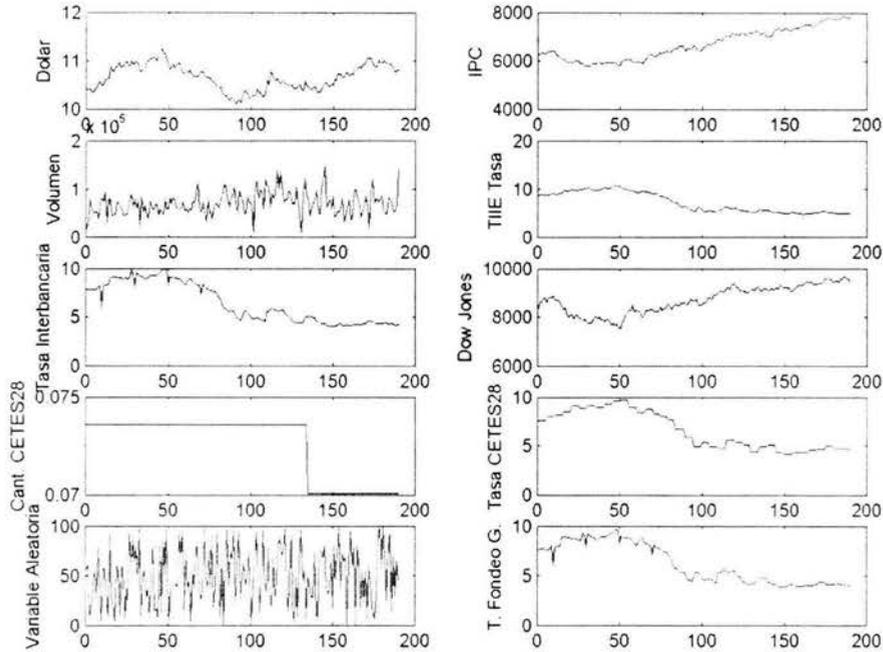 12
Dolar
11
10
0 50 100 150 200
8000
IPC
6000
4000
0 50 100 150 200
x 10^5
2
Volumen
1
0
0 50 100 150 200
20
TIIE Tasa
10
0
0 50 100 150 200
10
Tasa Interbancaria
5
0
0 50 100 150 200
10000
Dow Jones
8000
6000
0 50 100 150 200
0.075
Cant. CETES28
0.07
0 50 100 150 200
10
Tasa CETES28
5
0
0 50 100 150 200
100
Variable Aleatoria
50
0
0 50 100 150 200
10
T. Fondeo G.
5
0
0 50 100 150 200